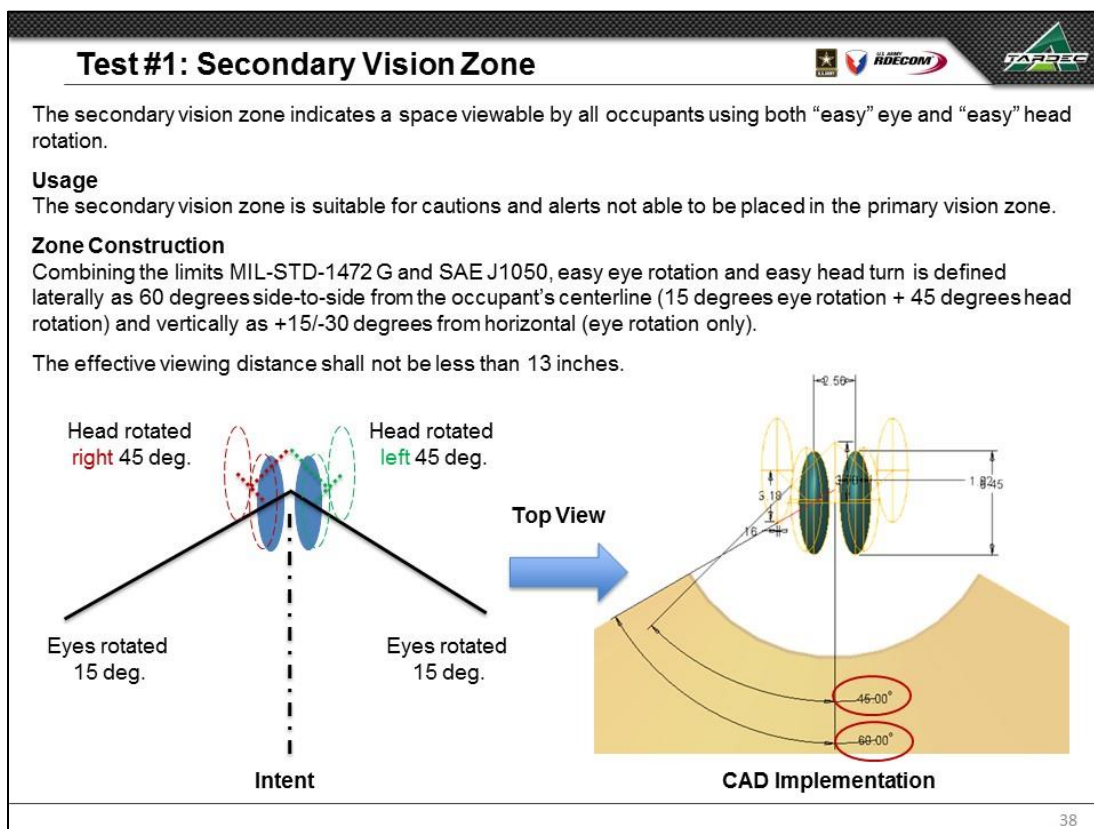 Test #1: Secondary Vision Zone
U.S. ARMY
U.S. ARMY
RDECOM
TARDEC
The secondary vision zone indicates a space viewable by all occupants using both “easy” eye and “easy” head
rotation.
Usage
The secondary vision zone is suitable for cautions and alerts not able to be placed in the primary vision zone.
Zone Construction
Combining the limits MIL-STD-1472 G and SAE J1050, easy eye rotation and easy head turn is defined
laterally as 60 degrees side-to-side from the occupant’s centerline (15 degrees eye rotation + 45 degrees head
rotation) and vertically as +15/-30 degrees from horizontal (eye rotation only).
The effective viewing distance shall not be less than 13 inches.
Head rotated
right 45 deg.
Head rotated
left 45 deg.
Eyes rotated
15 deg.
Eyes rotated
15 deg.
Intent
Top View
2.56
3.18
16
45.00°
60.00°
CAD Implementation
38